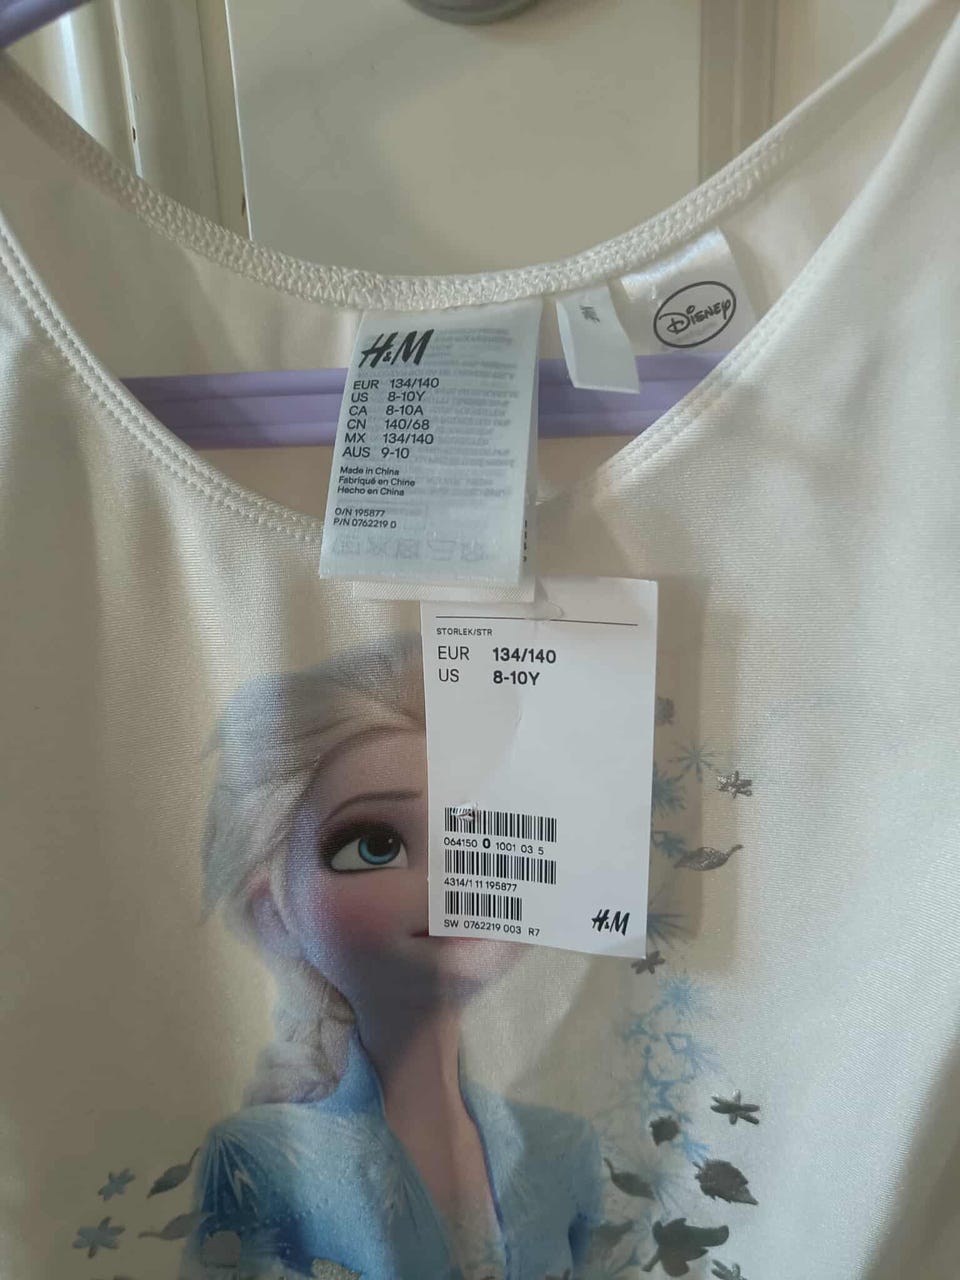 H&M
EUR 134/140
US 8-10Y
CA 8-10A
CN 140/68
MX 134/140
AUS 9-10
Made in China
Fabriqué en Chine
Hecho en China
O/N 195877
P/N 0762219 0
Disney
STORLEK/STR
EUR 134/140
US 8-10Y
064150 0 1001 03 5
4314/1 11 195877
SW 0762219 003 R7
H&M